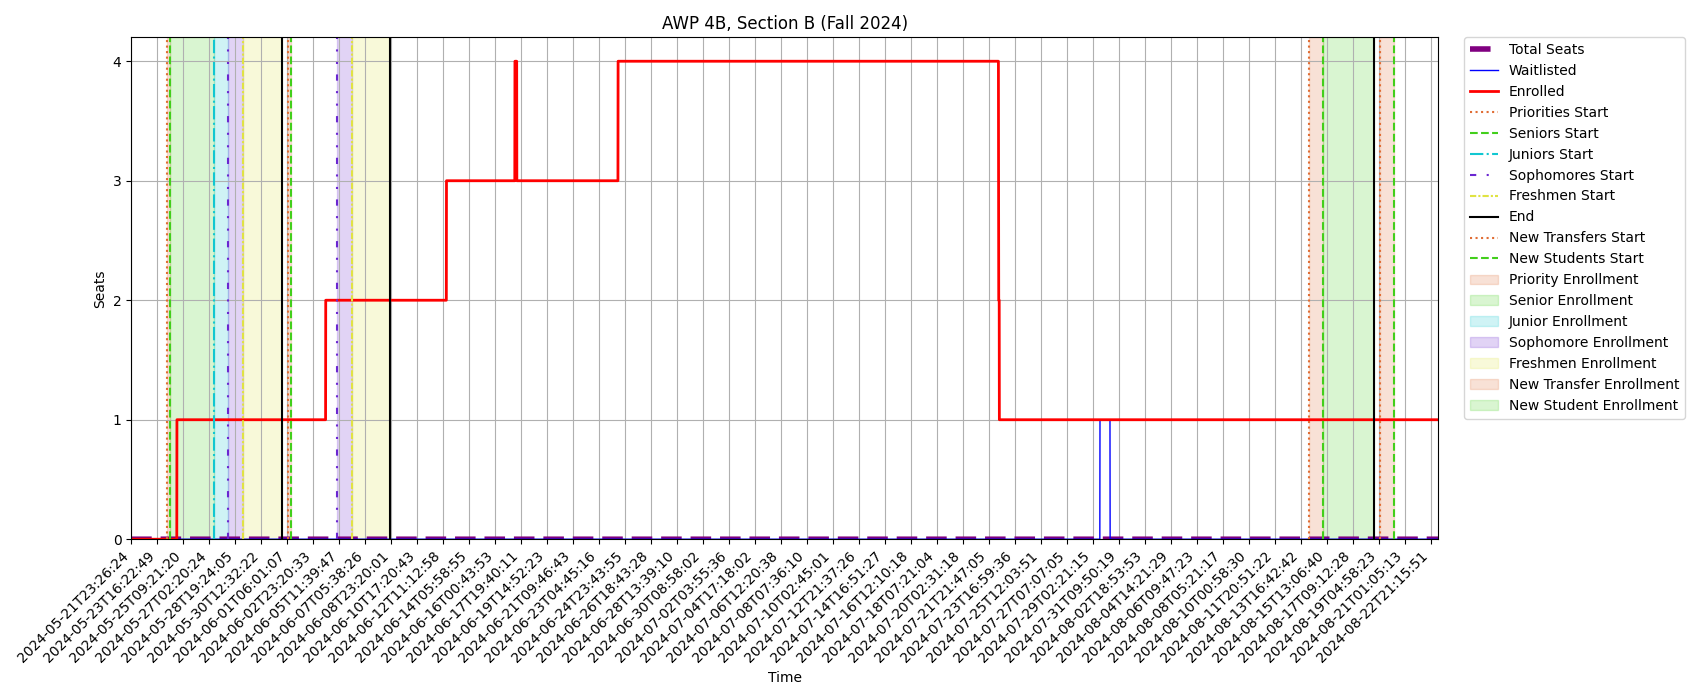 AWP 4B, Section B (Fall 2024)
4
3
2
1
0
Seats
2024-05-21T23:26:24
2024-05-23T16:22:49
2024-05-25T09:21:20
2024-05-27T02:20:24
2024-05-28T19:24:05
2024-05-30T12:32:22
2024-06-01T06:01:07
2024-06-02T23:20:33
2024-06-05T11:39:47
2024-06-07T05:38:26
2024-06-08T23:20:01
2024-06-10T17:20:43
2024-06-12T11:12:58
2024-06-14T05:58:55
2024-06-16T00:43:53
2024-06-17T19:40:11
2024-06-19T14:52:23
2024-06-21T09:46:43
2024-06-23T04:45:16
2024-06-24T23:43:55
2024-06-26T18:43:28
2024-06-28T13:39:10
2024-06-30T08:58:02
2024-07-02T03:55:36
2024-07-04T17:18:02
2024-07-06T12:20:38
2024-07-08T07:36:10
2024-07-10T02:45:01
2024-07-12T21:37:26
2024-07-14T16:51:27
2024-07-16T12:10:18
2024-07-18T07:21:04
2024-07-20T02:31:18
2024-07-21T21:47:05
2024-07-23T16:59:36
2024-07-25T12:03:51
2024-07-27T07:07:05
2024-07-29T02:21:15
2024-07-31T09:50:19
2024-08-02T18:53:53
2024-08-04T14:21:29
2024-08-06T09:47:23
2024-08-08T05:21:17
2024-08-10T00:58:30
2024-08-11T20:51:22
2024-08-13T16:42:42
2024-08-15T13:06:40
2024-08-17T09:12:28
2024-08-19T04:58:23
2024-08-21T01:05:13
2024-08-22T21:15:51
Time
Total Seats
Waitlisted
Enrolled
Priorities Start
Seniors Start
Juniors Start
Sophomores Start
Freshmen Start
End
New Transfers Start
New Students Start
Priority Enrollment
Senior Enrollment
Junior Enrollment
Sophomore Enrollment
Freshmen Enrollment
New Transfer Enrollment
New Student Enrollment